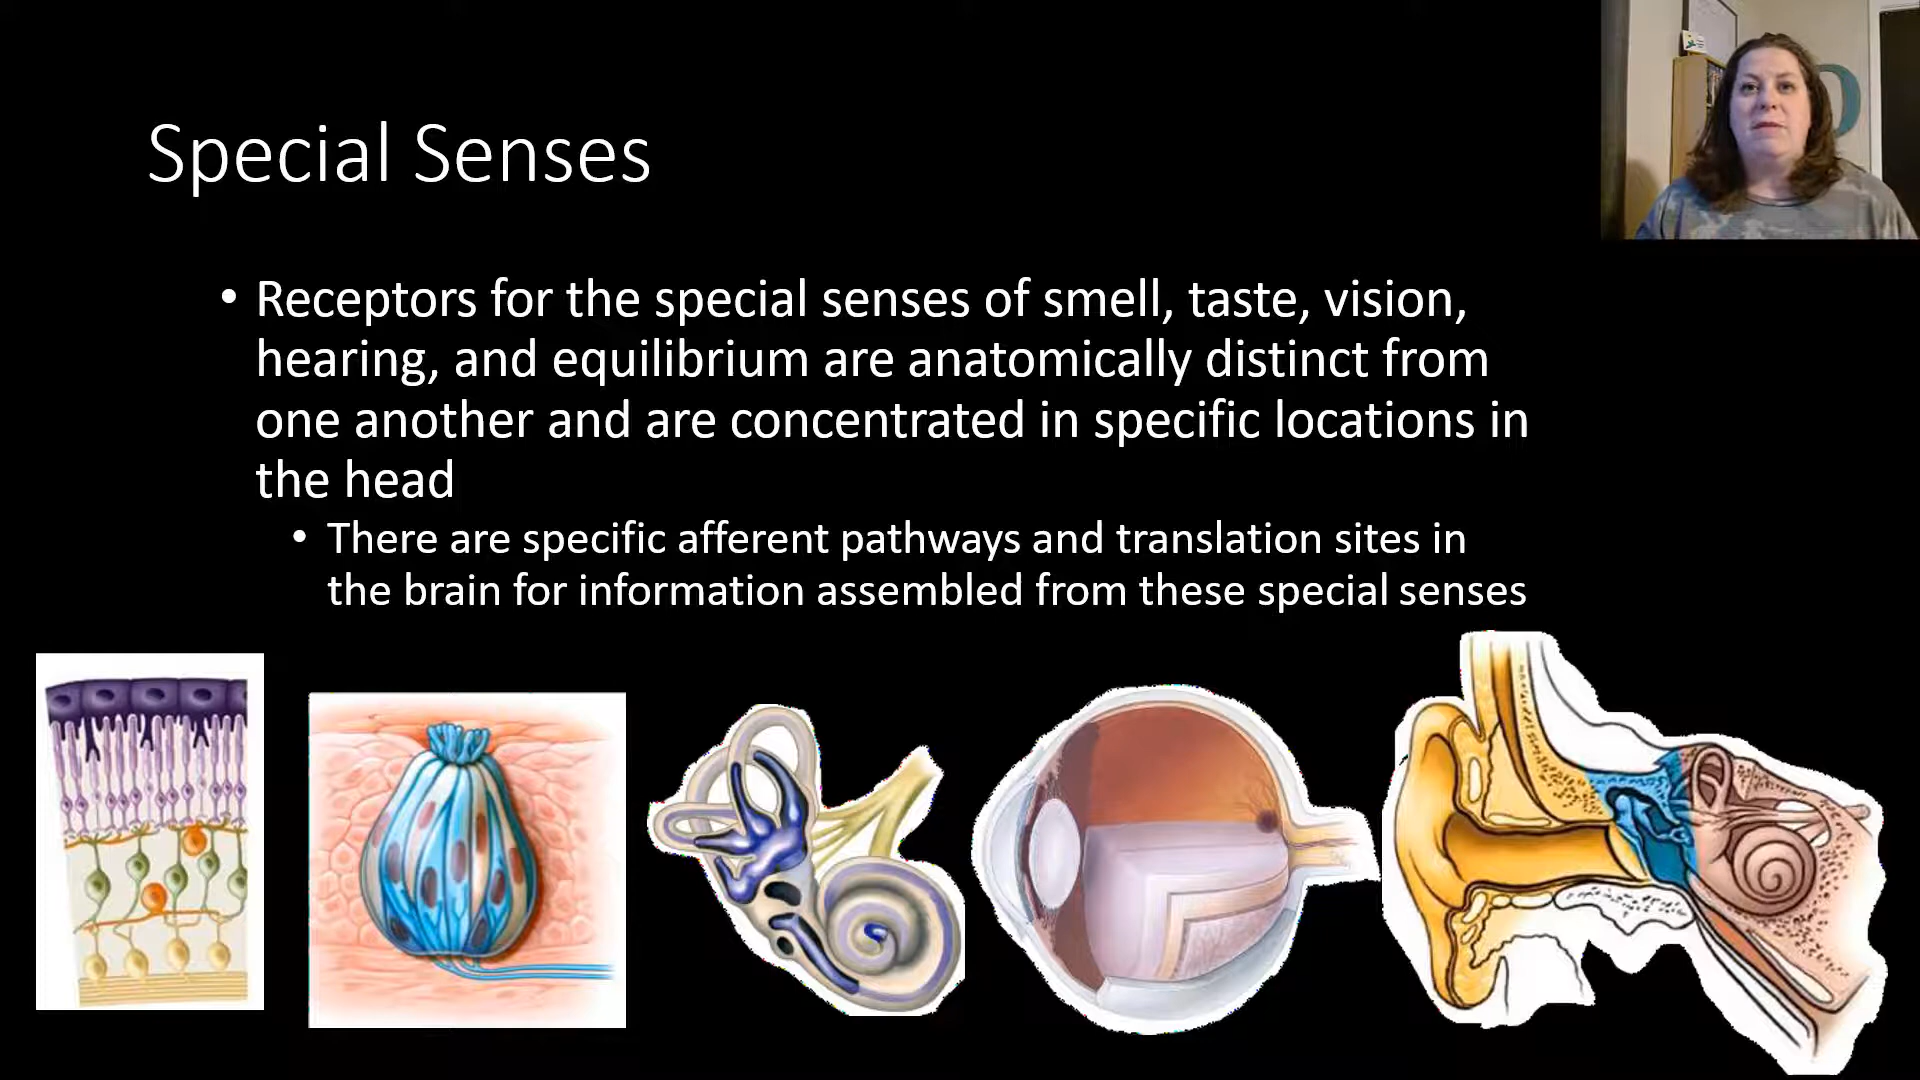 Special Senses
• Receptors for the special senses of smell, taste, vision,
hearing, and equilibrium are anatomically distinct from
one another and are concentrated in specific locations in
the head
• There are specific afferent pathways and translation sites in
the brain for information assembled from these special senses